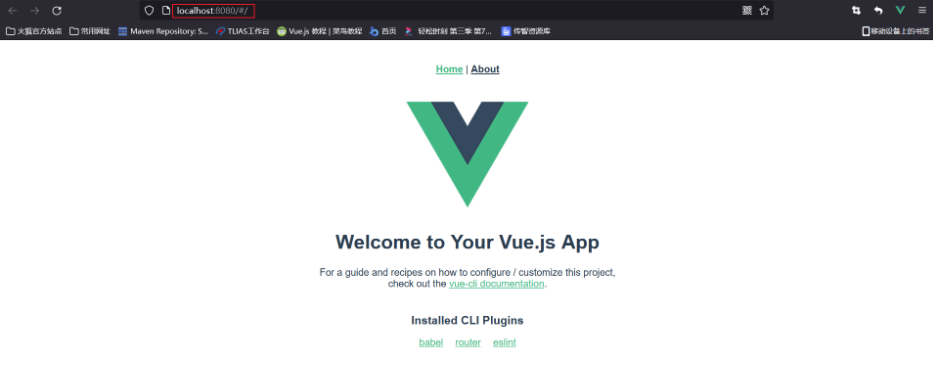 localhost:8080/#/
火狐官方站点 常用网址 Maven Repository: S... TLIAS工作台 Vue.js 教程 | 菜鸟教程 首页 轻松时刻 第三季 第7... 传智资源库 移动设备上的书签
Home | About
Welcome to Your Vue.js App
For a guide and recipes on how to configure / customize this project,
check out the vue-cli documentation.
Installed CLI Plugins
babel router eslint